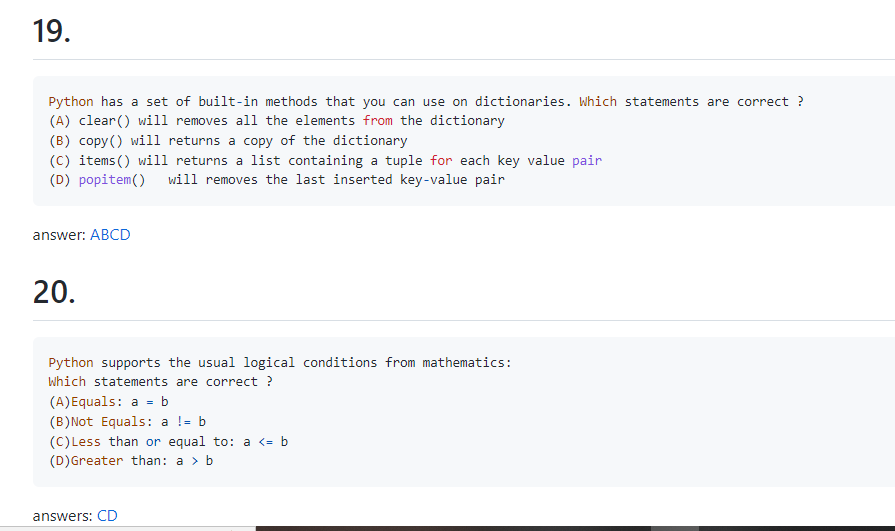 19.
Python has a set of built-in methods that you can use on dictionaries. Which statements are correct ?
(A) clear() will removes all the elements from the dictionary
(B) copy() will returns a copy of the dictionary
(C) items() will returns a list containing a tuple for each key value pair
(D) popitem()   will removes the last inserted key-value pair
answer: ABCD
20.
Python supports the usual logical conditions from mathematics:
Which statements are correct ?
(A)Equals: a = b
(B)Not Equals: a != b
(C)Less than or equal to: a <= b
(D)Greater than: a > b
answers: CD